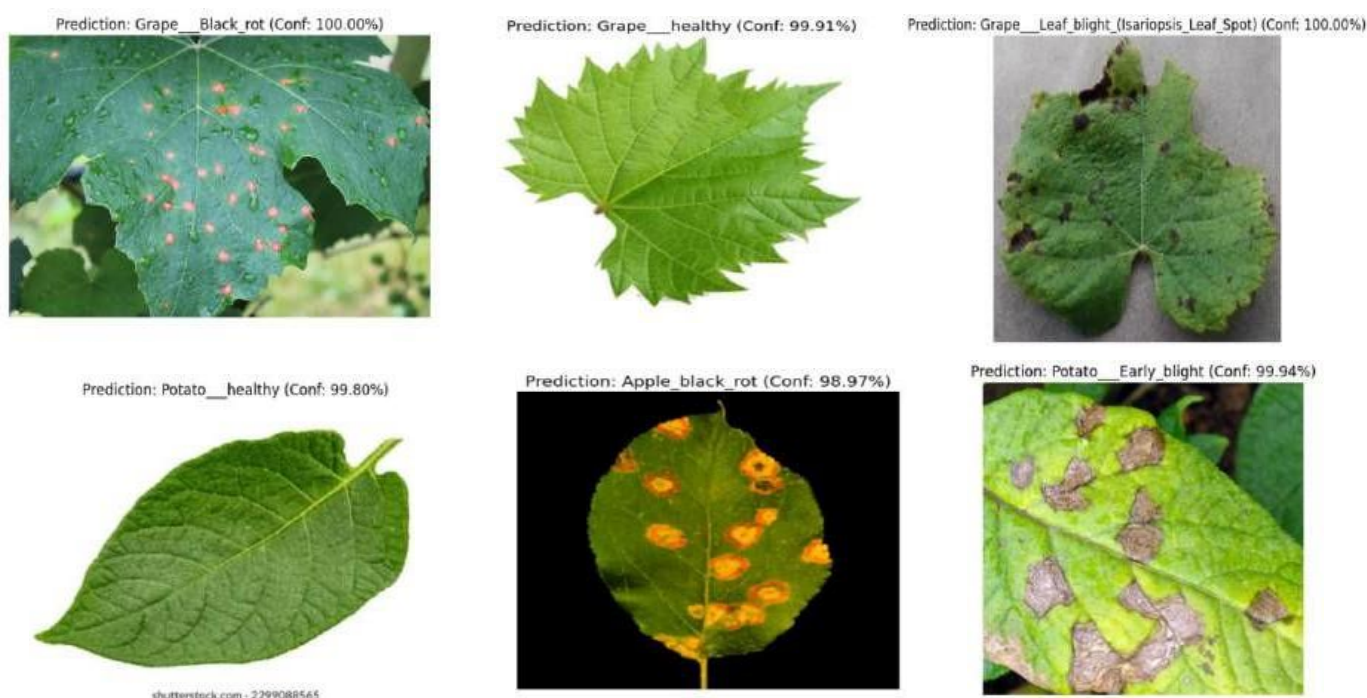 Prediction: Grape___Black_rot (Conf: 100.00%)
Prediction: Grape___healthy (Conf: 99.91%)
Prediction: Grape___Leaf_blight_(Isariopsis_Leaf_Spot) (Conf: 100.00%)
Prediction: Potato___healthy (Conf: 99.80%)
Prediction: Apple_black_rot (Conf: 98.97%)
Prediction: Potato___Early_blight (Conf: 99.94%)
shutterstock.com · 2299088565